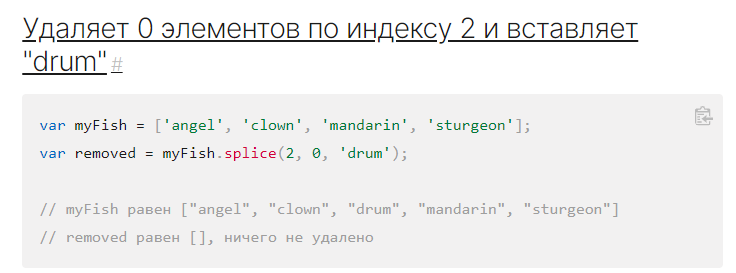 Удаляет 0 элементов по индексу 2 и вставляет
"drum" #
var myFish = ['angel', 'clown', 'mandarin', 'sturgeon'];
var removed = myFish.splice(2, 0, 'drum');
// myFish равен ["angel", "clown", "drum", "mandarin", "sturgeon"]
// removed равен [], ничего не удалено